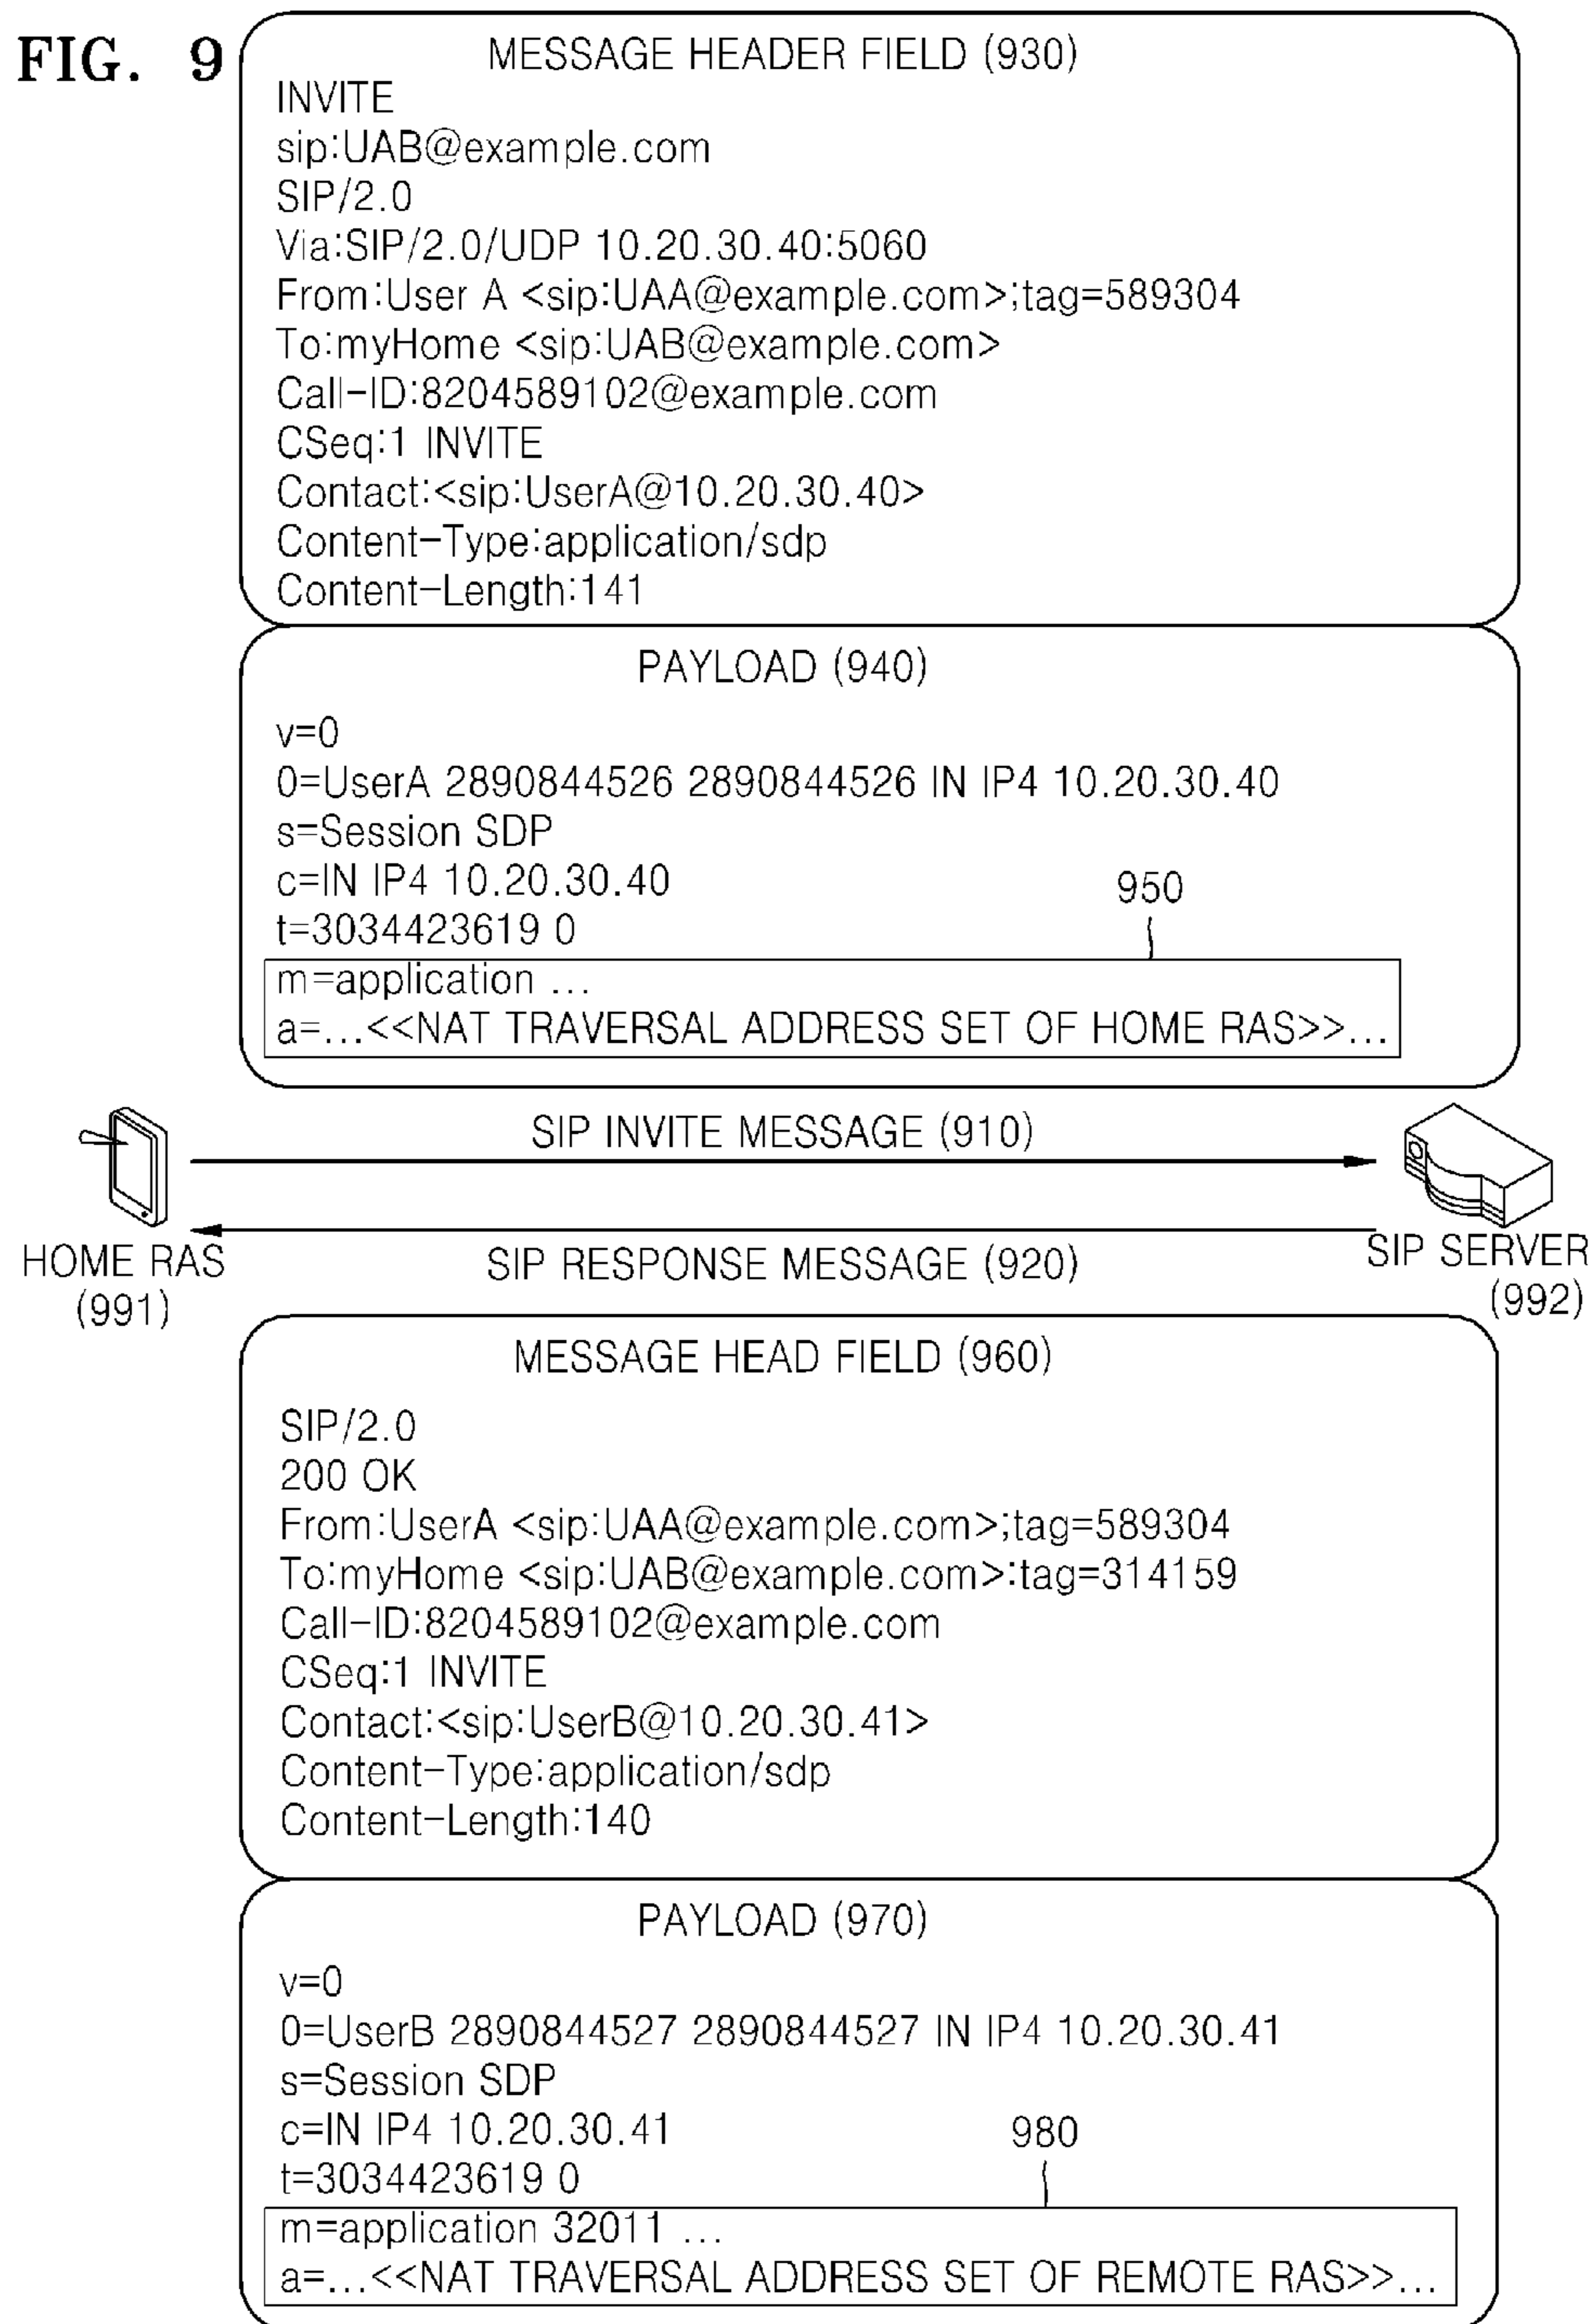 FIG. 9
MESSAGE HEADER FIELD (930)
INVITE
sip:UAB@example.com
SIP/2.0
Via:SIP/2.0/UDP 10.20.30.40:5060
From:User A <sip:UAA@example.com>;tag=589304
To:myHome <sip:UAB@example.com>
Call-ID:8204589102@example.com
CSeq:1 INVITE
Contact:<sip:UserA@10.20.30.40>
Content-Type:application/sdp
Content-Length:141
PAYLOAD (940)
v=0
0=UserA 2890844526 2890844526 IN IP4 10.20.30.40
s=Session SDP
c=IN IP4 10.20.30.40
950
t=3034423619 0
m=application ...
a=...<<NAT TRAVERSAL ADDRESS SET OF HOME RAS>>...
SIP INVITE MESSAGE (910)
HOME RAS
(991)
SIP RESPONSE MESSAGE (920)
SIP SERVER
(992)
MESSAGE HEAD FIELD (960)
SIP/2.0
200 OK
From:UserA <sip:UAA@example.com>;tag=589304
To:myHome <sip:UAB@example.com>:tag=314159
Call-ID:8204589102@example.com
CSeq:1 INVITE
Contact:<sip:UserB@10.20.30.41>
Content-Type:application/sdp
Content-Length:140
PAYLOAD (970)
v=0
0=UserB 2890844527 2890844527 IN IP4 10.20.30.41
s=Session SDP
c=IN IP4 10.20.30.41
980
t=3034423619 0
m=application 32011 ...
a=...<<NAT TRAVERSAL ADDRESS SET OF REMOTE RAS>>...